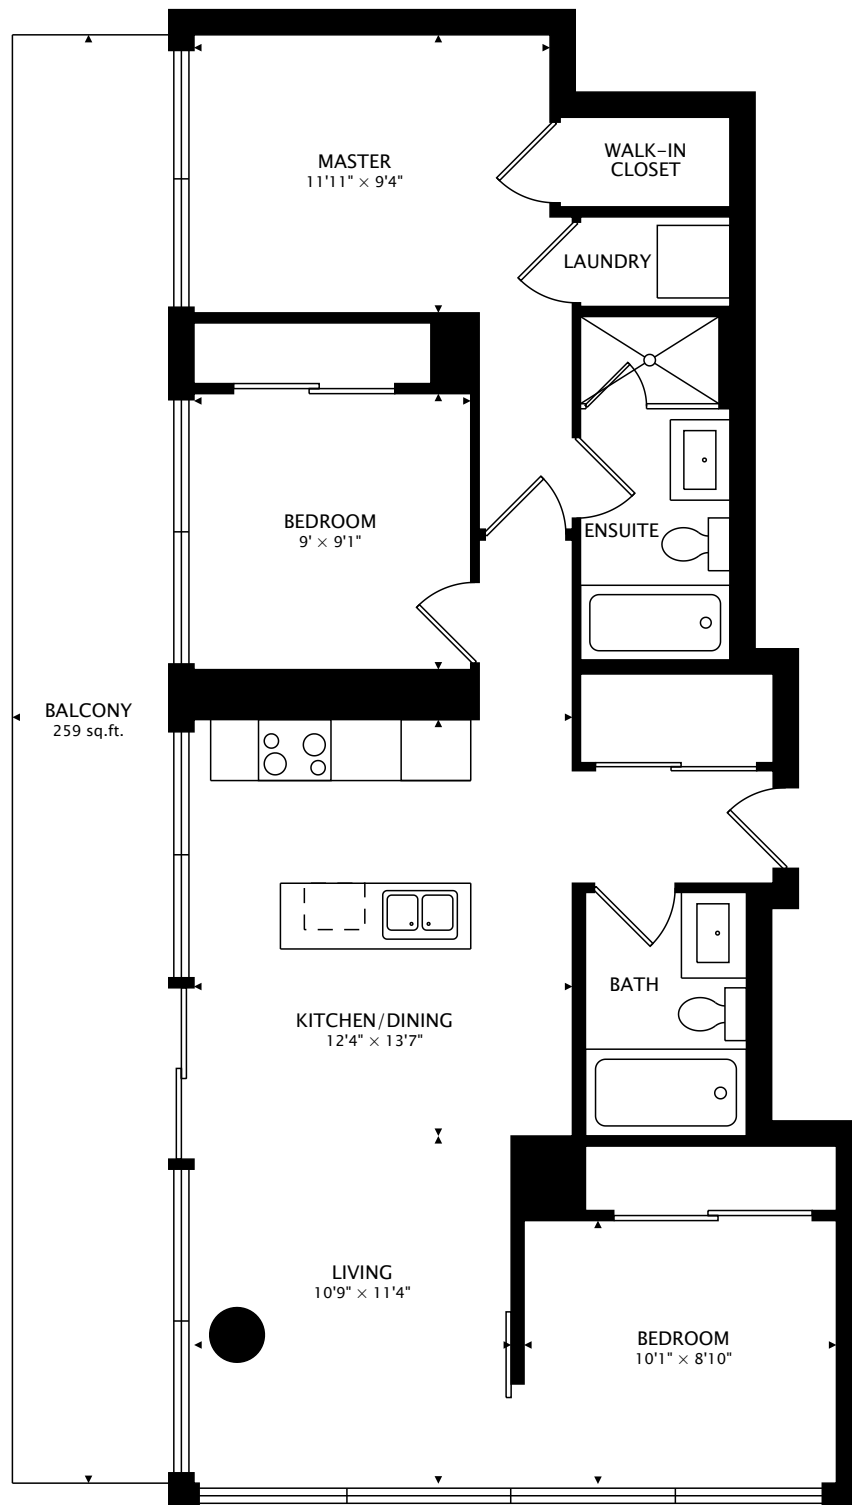 MASTER
11'11" × 9'4"
WALK-IN
CLOSET
LAUNDRY
BEDROOM
9' × 9'1"
ENSUITE
BALCONY
259 sq.ft.
BATH
KITCHEN/DINING
12'4" × 13'7"
LIVING
10'9" × 11'4"
BEDROOM
10'1" × 8'10"